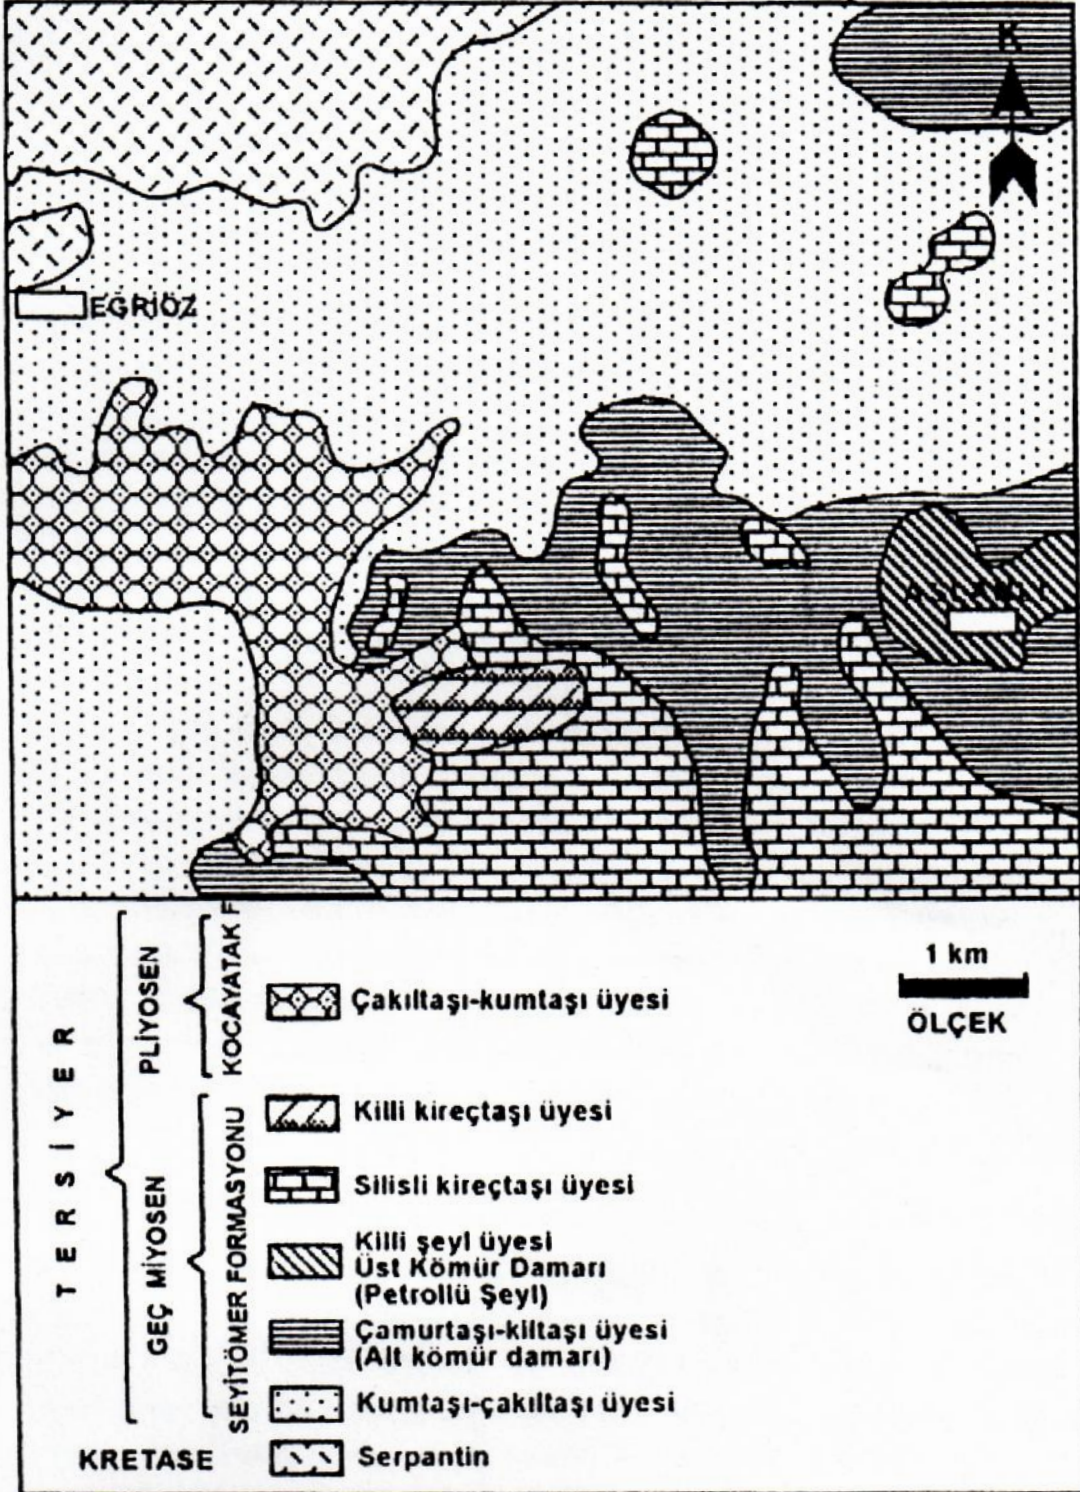 K
EĞRİÖZ
ASLANLI
1 km
ÖLÇEK
TERSİYER
PLİYOSEN
KOCAYATAK F
Çakıltaşı-kumtaşı üyesi
GEÇ MİYOSEN
SEYİTÖMER FORMASYONU
Killi kireçtaşı üyesi
Silisli kireçtaşı üyesi
Killi şeyl üyesi
Üst Kömür Damarı
(Petrollü Şeyl)
Çamurtaşı-kiltaşı üyesi
(Alt kömür damarı)
Kumtaşı-çakıltaşı üyesi
KRETASE
Serpantin